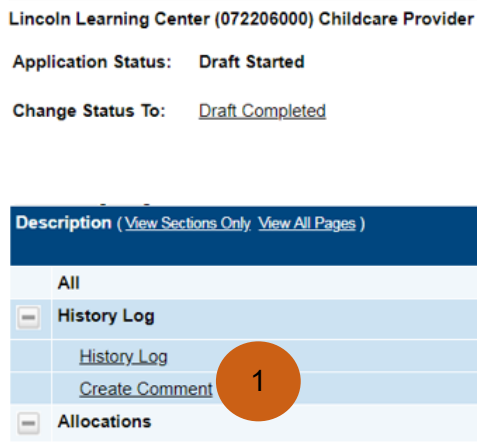 Lincoln Learning Center (072206000) Childcare Provider
Application Status: Draft Started
Change Status To: Draft Completed
Description ( View Sections Only View All Pages )
All
History Log
History Log
Create Comment 1
Allocations